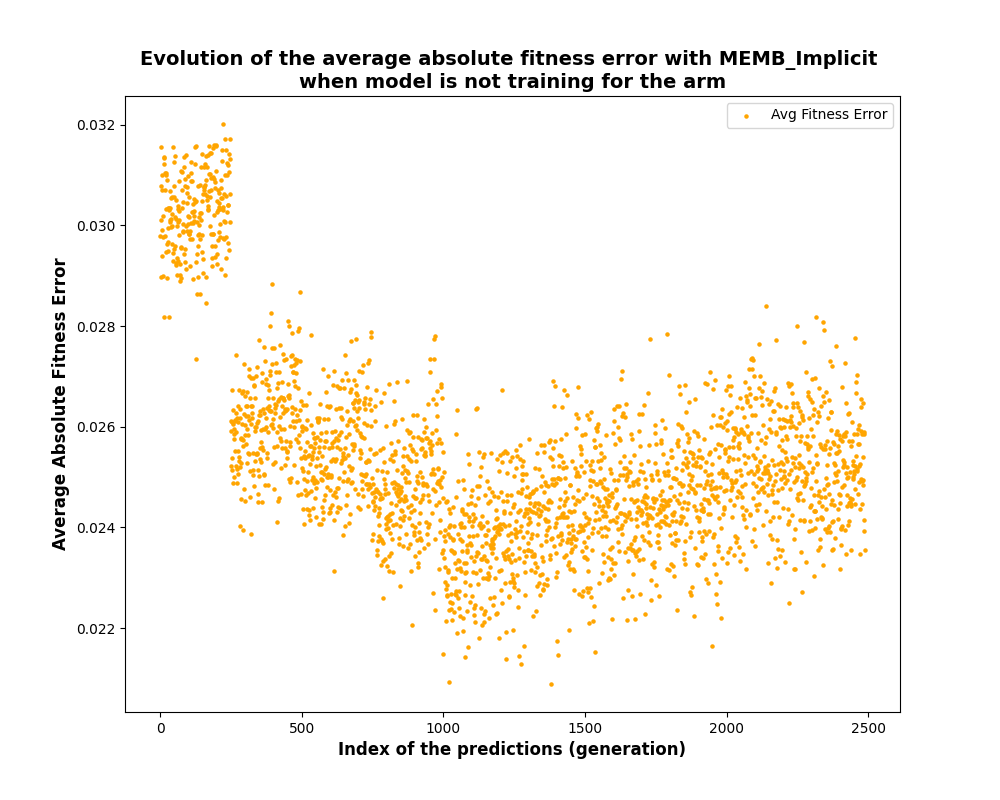 Evolution of the average absolute fitness error with MEMB_Implicit
when model is not training for the arm
Avg Fitness Error
0.032
0.030
0.028
0.026
0.024
0.022
Average Absolute Fitness Error
0
500
1000
1500
2000
2500
Index of the predictions (generation)